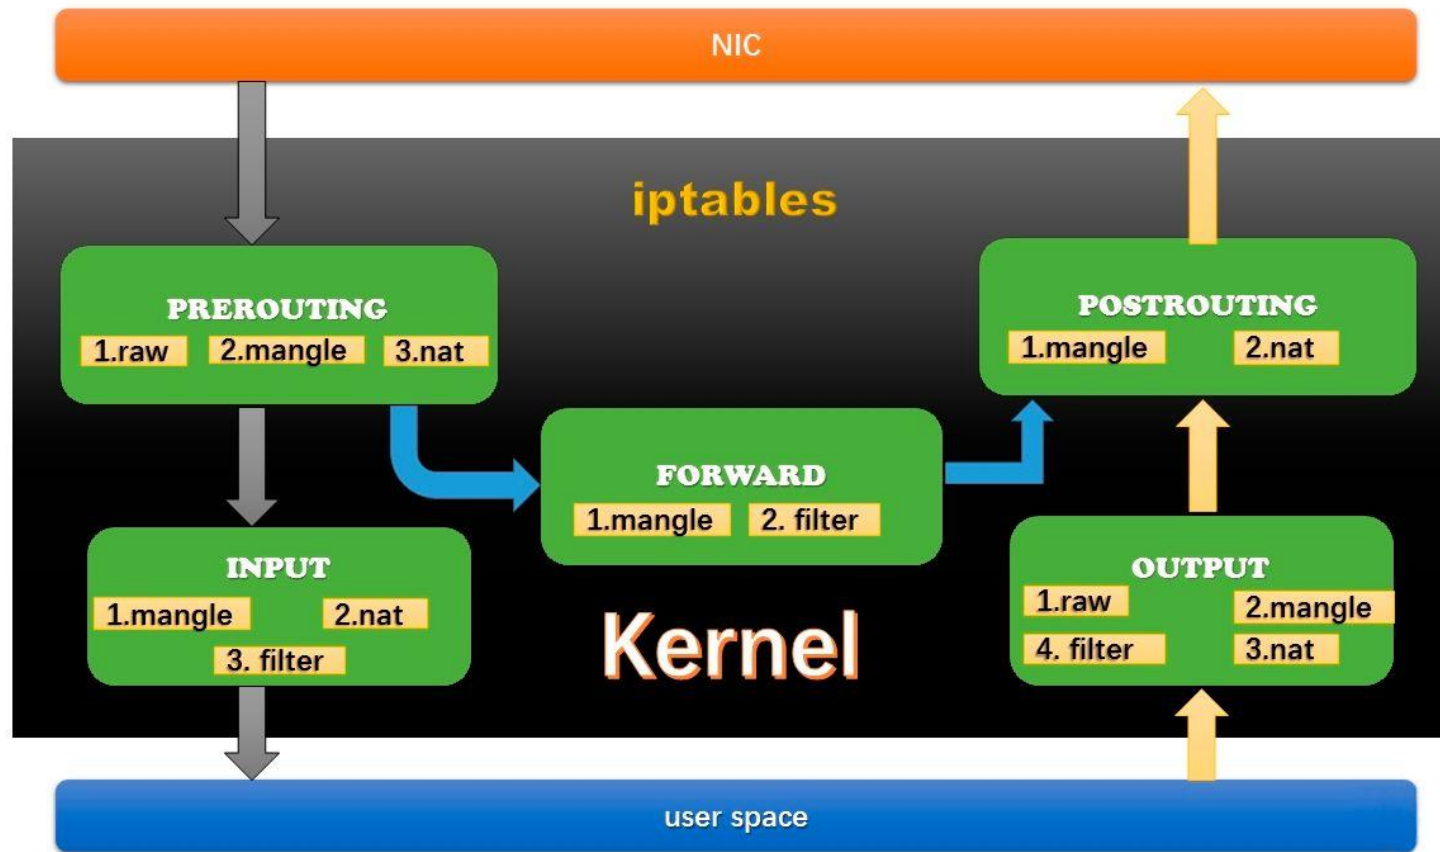 NIC
iptables
PREROUTING
1.raw 2.mangle 3.nat
POSTROUTING
1.mangle 2.nat
FORWARD
1.mangle 2. filter
INPUT
1.mangle 2.nat
3. filter
OUTPUT
1.raw 2.mangle
4. filter 3.nat
Kernel
user space